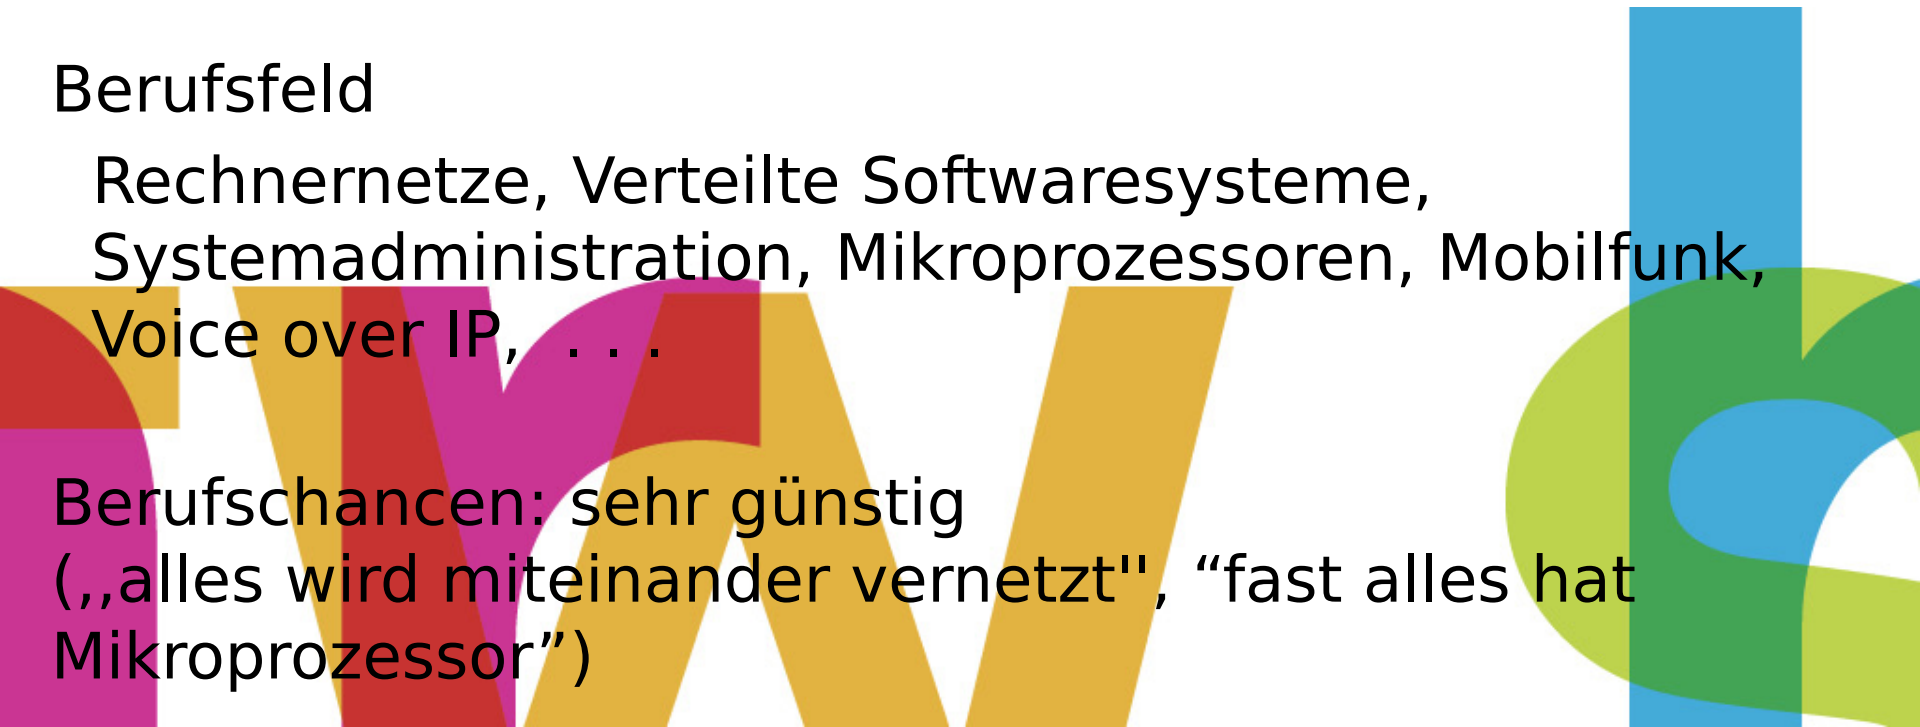 Berufsfeld
Rechnernetze, Verteilte Softwaresysteme,
Systemadministration, Mikroprozessoren, Mobilfunk,
Voice over IP,  . . .
Berufschancen: sehr günstig
(,,alles wird miteinander vernetzt'', “fast alles hat
Mikroprozessor”)